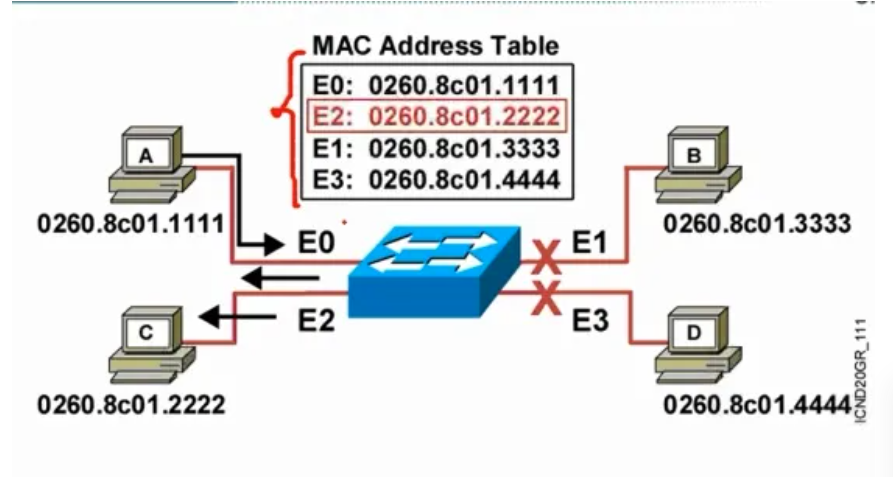 MAC Address Table
E0: 0260.8c01.1111
E2: 0260.8c01.2222
E1: 0260.8c01.3333
E3: 0260.8c01.4444
A
B
0260.8c01.1111
0260.8c01.3333
E0
X
E1
E2
X
E3
C
D
0260.8c01.2222
0260.8c01.4444
ICND20GR_111